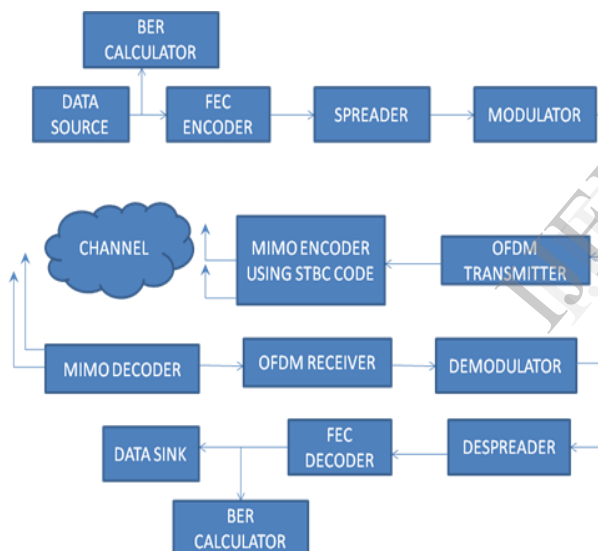 BER
CALCULATOR
DATA
SOURCE
FEC
ENCODER
SPREADER
MODULATOR
CHANNEL
MIMO ENCODER
USING STBC CODE
OFDM
TRANSMITTER
MIMO DECODER
OFDM RECEIVER
DEMODULATOR
DATA SINK
FEC
DECODER
DESPREADER
BER
CALCULATOR